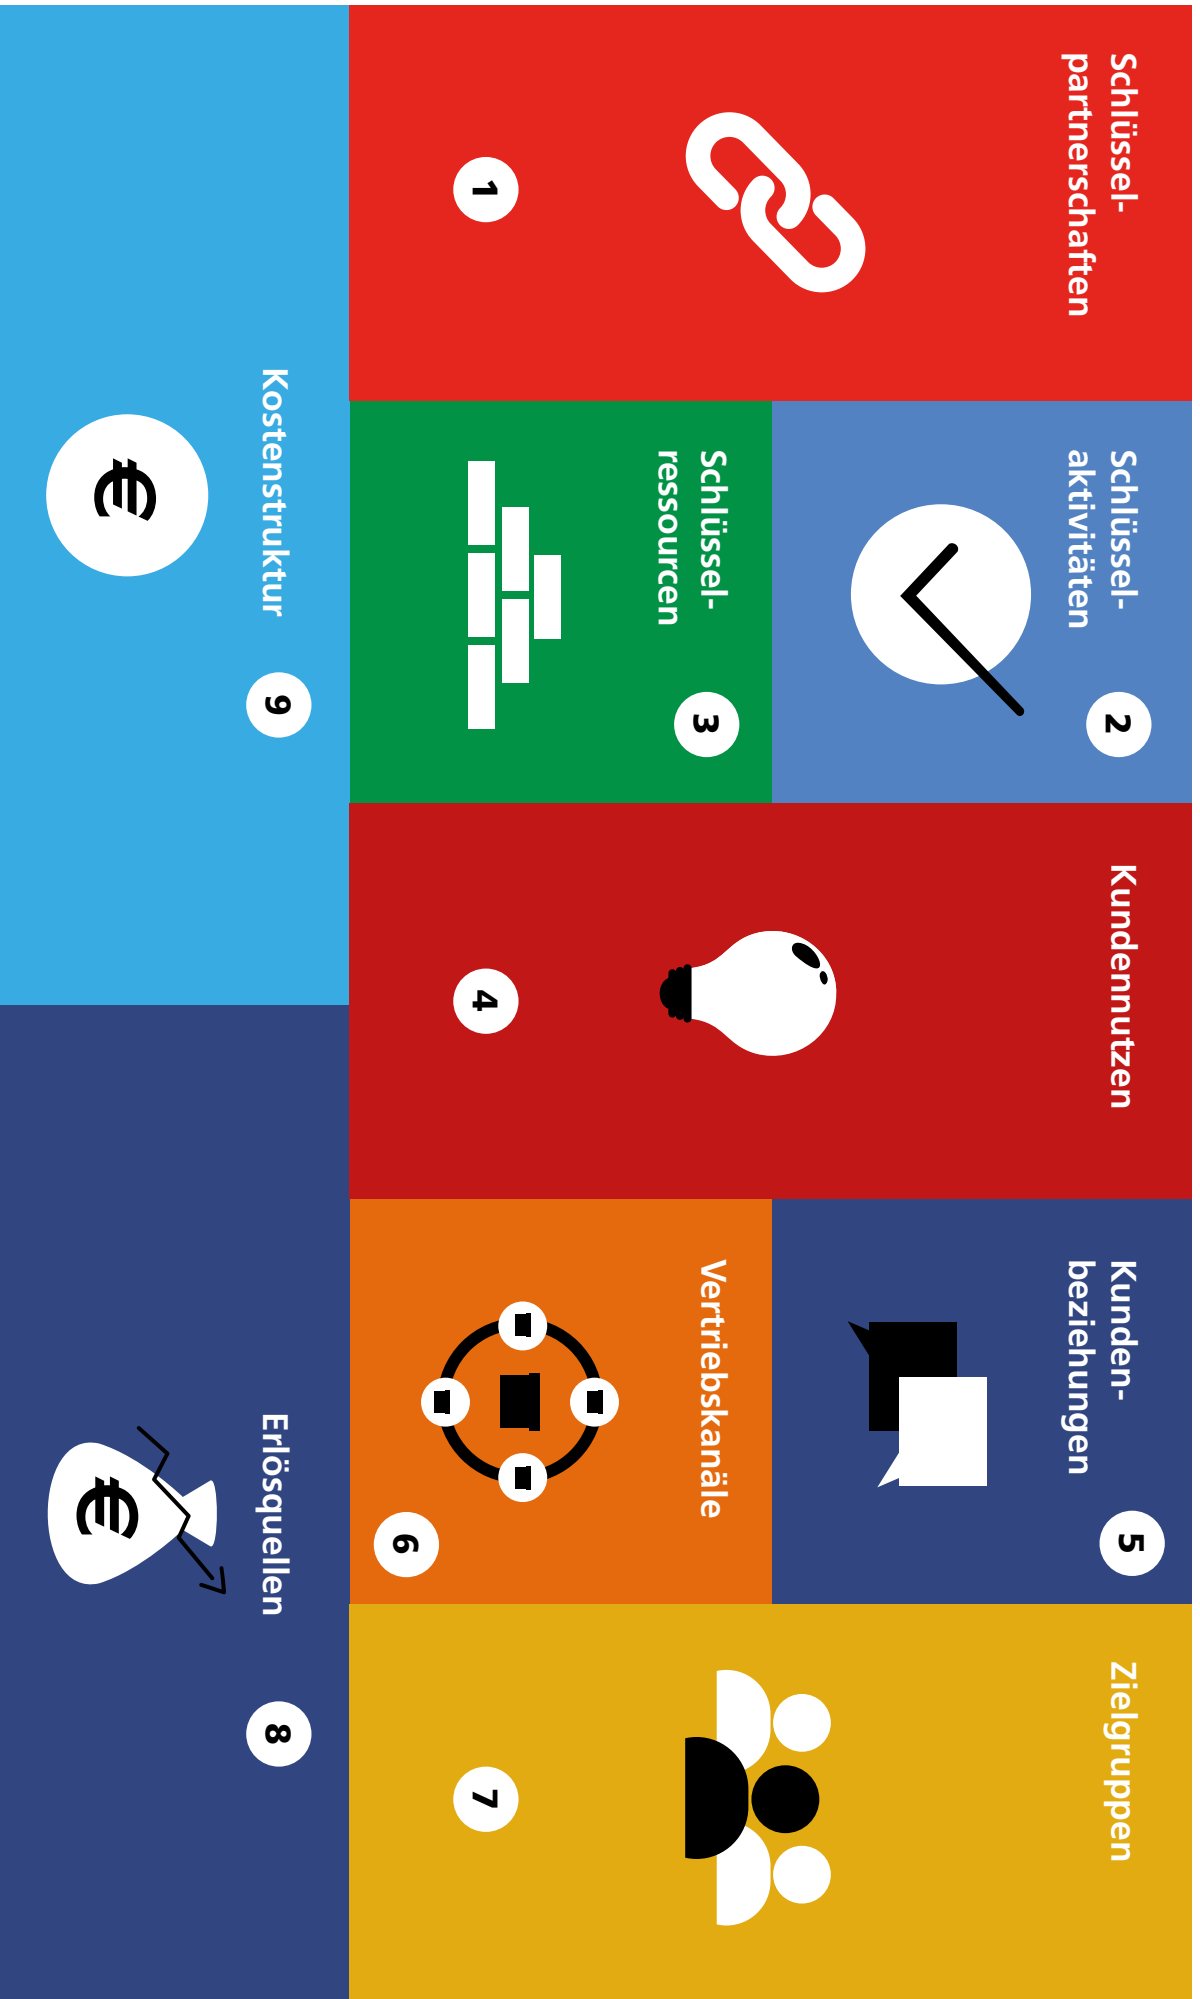 Schlüssel-
partnerschaften
1
Schlüssel-
aktivitäten
2
Schlüssel-
ressourcen
3
Kundennutzen
4
Kunden-
beziehungen
5
Vertriebskanäle
6
Zielgruppen
7
Kostenstruktur
9
€
Erlösquellen
8
€